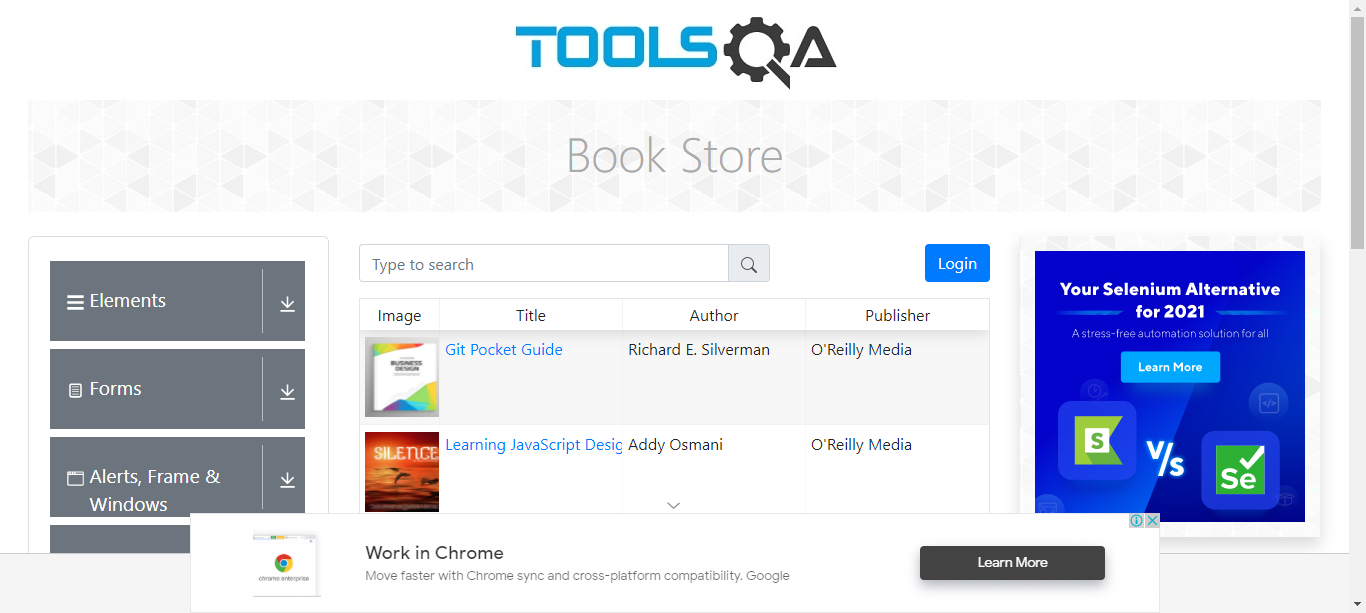 TOOLSQA
Book Store
Elements
Forms
Alerts, Frame &
Windows
Type to search
Login
Image Title Author Publisher
BUSINESS
DESIGN
Git Pocket Guide Richard E. Silverman O'Reilly Media
SILENCE
Learning JavaScript Desig Addy Osmani O'Reilly Media
Your Selenium Alternative
for 2021
A stress-free automation solution for all
Learn More
S
V/s
Se
chrome enterprise
Work in Chrome
Move faster with Chrome sync and cross-platform compatibility. Google
Learn More